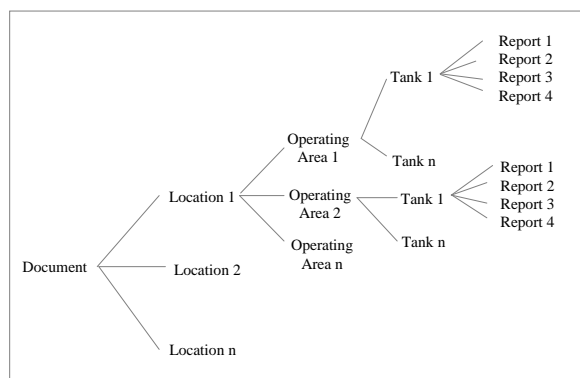 Report 1
Report 2
Tank 1
Report 3
Report 4
Operating
Area 1
Tank n
Report 1
Report 2
Location 1
Operating
Area 2
Tank 1
Report 3
Report 4
Operating
Area n
Tank n
Document
Location 2
Location n